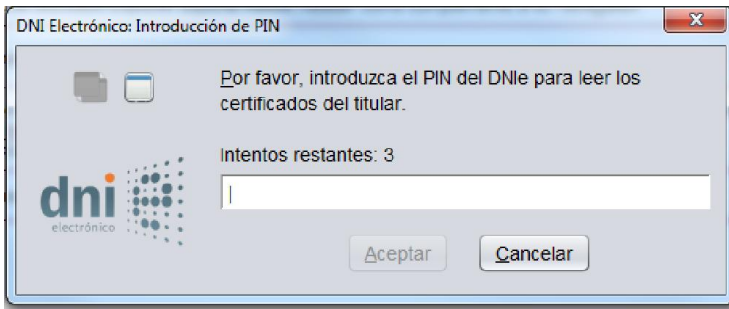 DNI Electrónico: Introducción de PIN
Por favor, introduzca el PIN del DNIe para leer los
certificados del titular.
Intentos restantes: 3
dni
electrónico
Aceptar
Cancelar